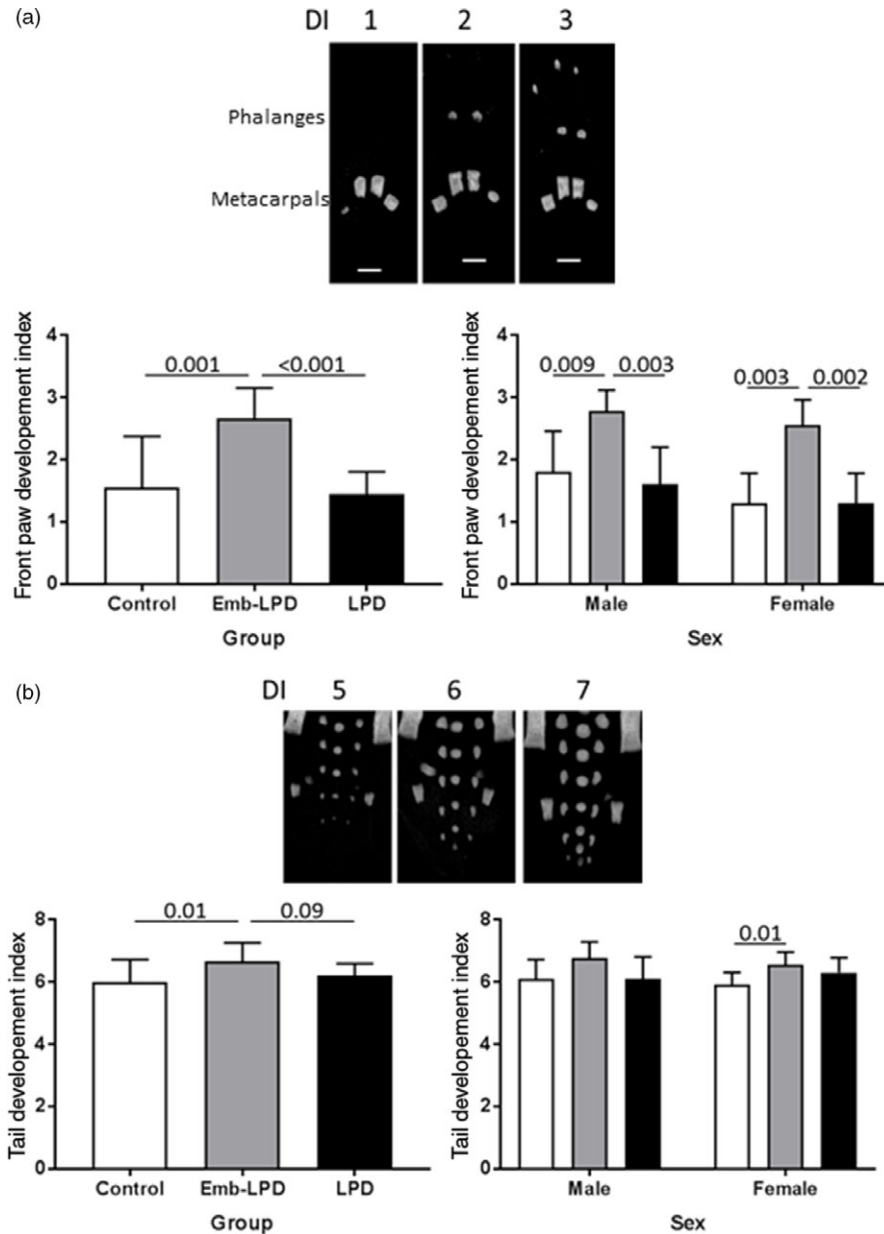 (a)
DI 1 2 3
Phalanges
Metacarpals
Front paw developement index
4
3
2
1
0
0.001 <0.001
Control Emb-LPD LPD
Group
Front paw developement index
4
3
2
1
0
0.009 0.003 0.003 0.002
Male Female
Sex
(b)
DI 5 6 7
Tail developement index
8
6
4
2
0
0.01 0.09
Control Emb-LPD LPD
Group
Tail developement index
8
6
4
2
0
0.01
Male Female
Sex